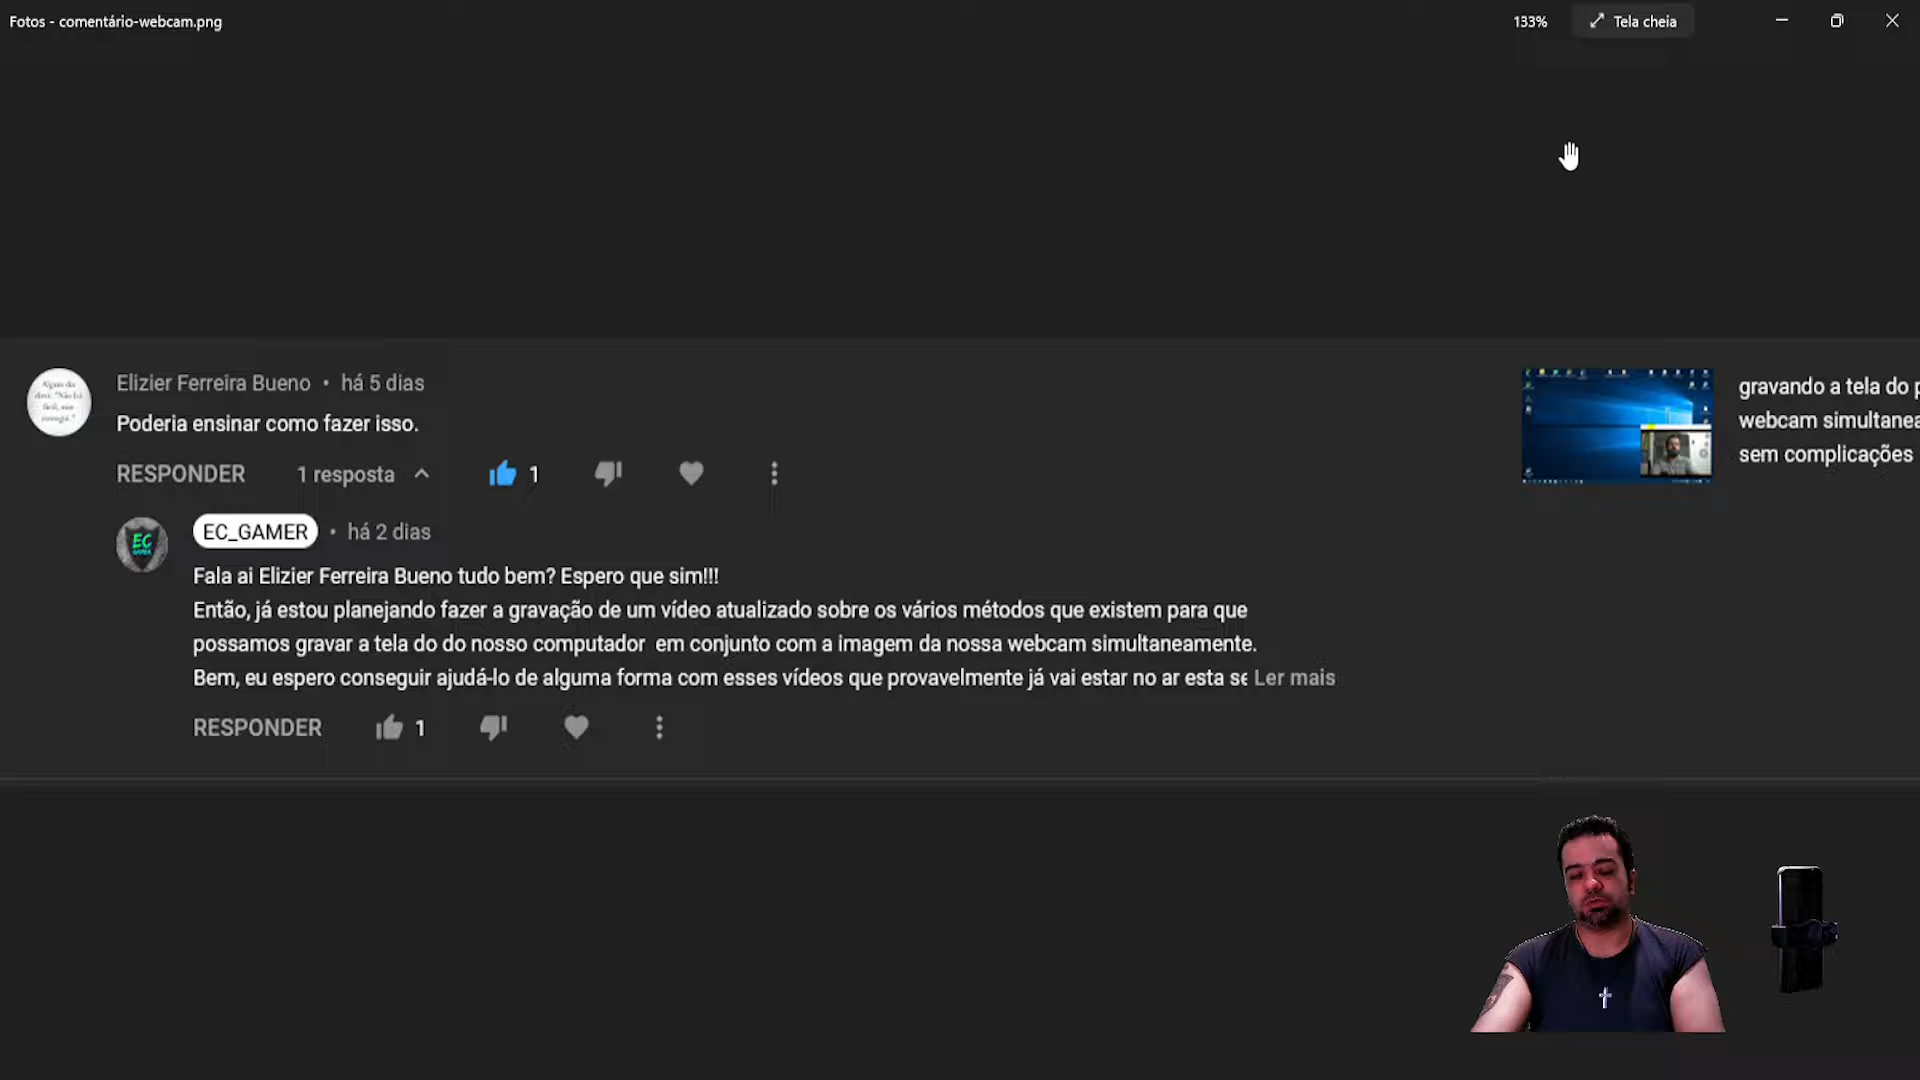 Fotos - comentário-webcam.png
133%
Tela cheia
Elizier Ferreira Bueno • há 5 dias
Poderia ensinar como fazer isso.
RESPONDER 1 resposta 1
gravando a tela do p
webcam simultanea
sem complicações
EC
GAMER
EC_GAMER • há 2 dias
Fala ai Elizier Ferreira Bueno tudo bem? Espero que sim!!!
Então, já estou planejando fazer a gravação de um vídeo atualizado sobre os vários métodos que existem para que
possamos gravar a tela do do nosso computador em conjunto com a imagem da nossa webcam simultaneamente.
Bem, eu espero conseguir ajudá-lo de alguma forma com esses vídeos que provavelmente já vai estar no ar esta se Ler mais
RESPONDER 1